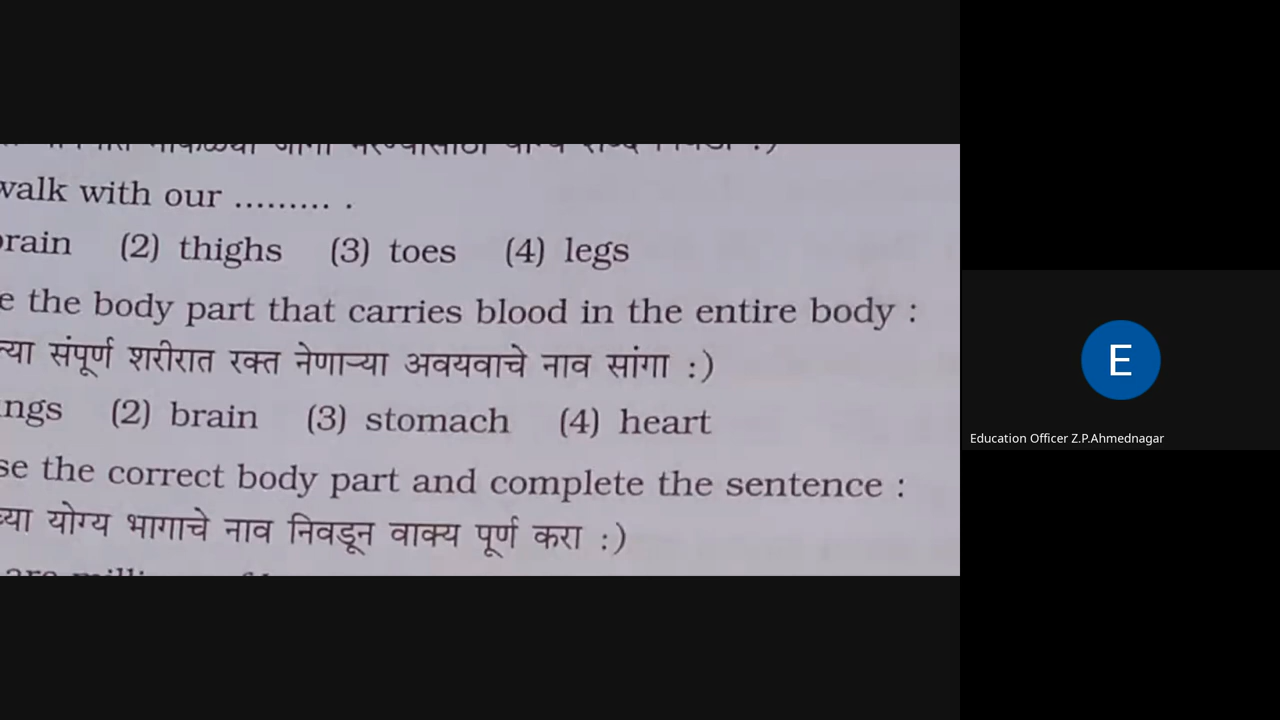 walk with our ......... .
brain (2) thighs (3) toes (4) legs
e the body part that carries blood in the entire body :
संपूर्ण शरीरात रक्त नेणाऱ्या अवयवाचे नाव सांगा :)
ngs (2) brain (3) stomach (4) heart
se the correct body part and complete the sentence :
च्या योग्य भागाचे नाव निवडून वाक्य पूर्ण करा :)
E
Education Officer Z.P.Ahmednagar